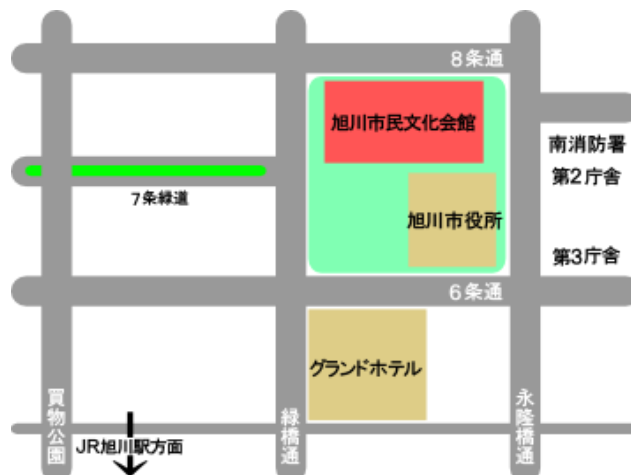 8条通
旭川市民文化会館
南消防署
第2庁舎
7条緑道
旭川市役所
第3庁舎
6条通
グランドホテル
買物公園
緑橋通
永隆橋通
JR旭川駅方面